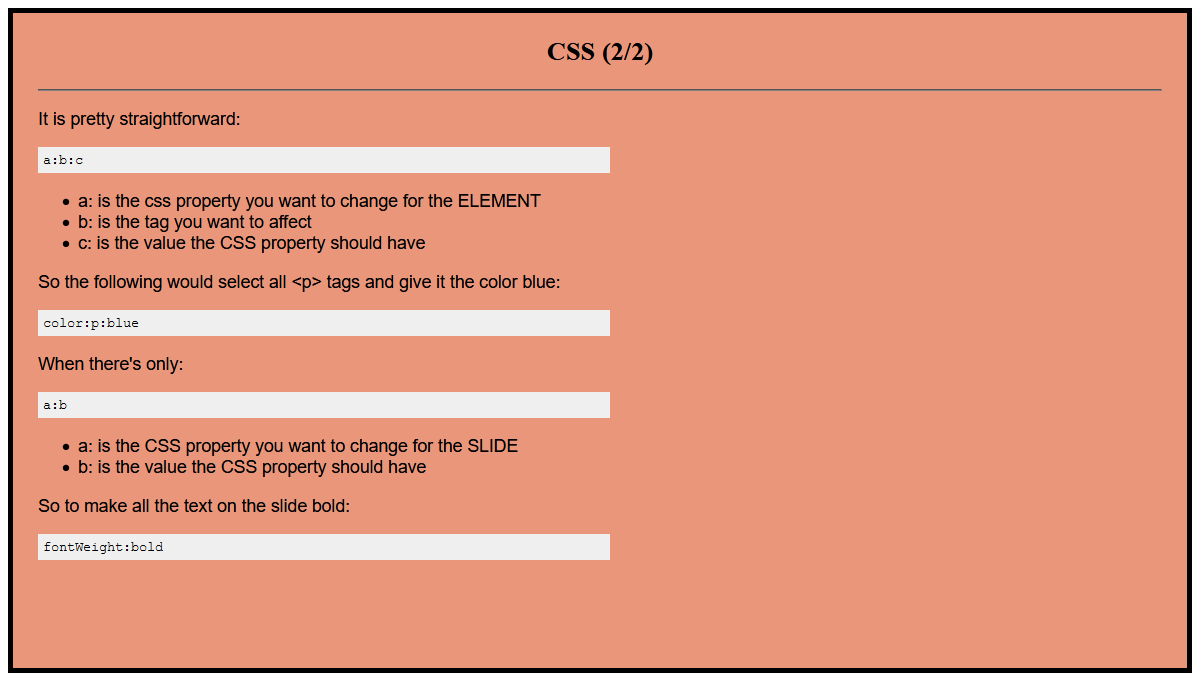 CSS (2/2)
It is pretty straightforward:
a:b:c
• a: is the css property you want to change for the ELEMENT
• b: is the tag you want to affect
• c: is the value the CSS property should have
So the following would select all <p> tags and give it the color blue:
color:p:blue
When there's only:
a:b
• a: is the CSS property you want to change for the SLIDE
• b: is the value the CSS property should have
So to make all the text on the slide bold:
fontWeight:bold